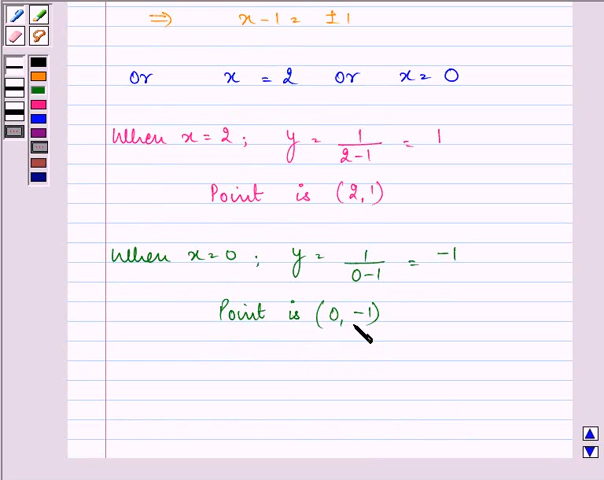 ⇒ x-1 = ±1
or x = 2 or x = 0
When x=2; y = 1/(2-1) = 1
Point is (2,1)
When x=0; y = 1/(0-1) = -1
Point is (0, -1)